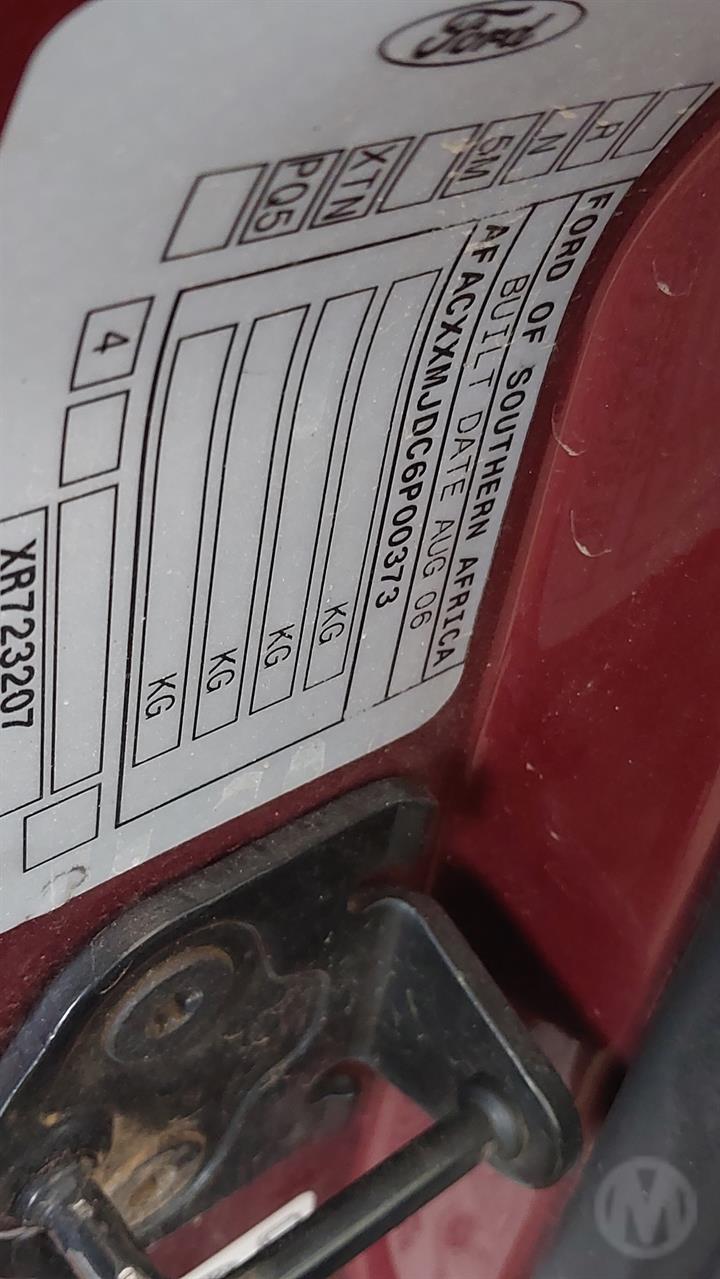 Ford
R N 5M XTN PQ5
FORD OF SOUTHERN AFRICA
BUILT DATE AUG 06
AFACXXMJDC6P00373
KG
KG
KG
KG
4
XR723207
M